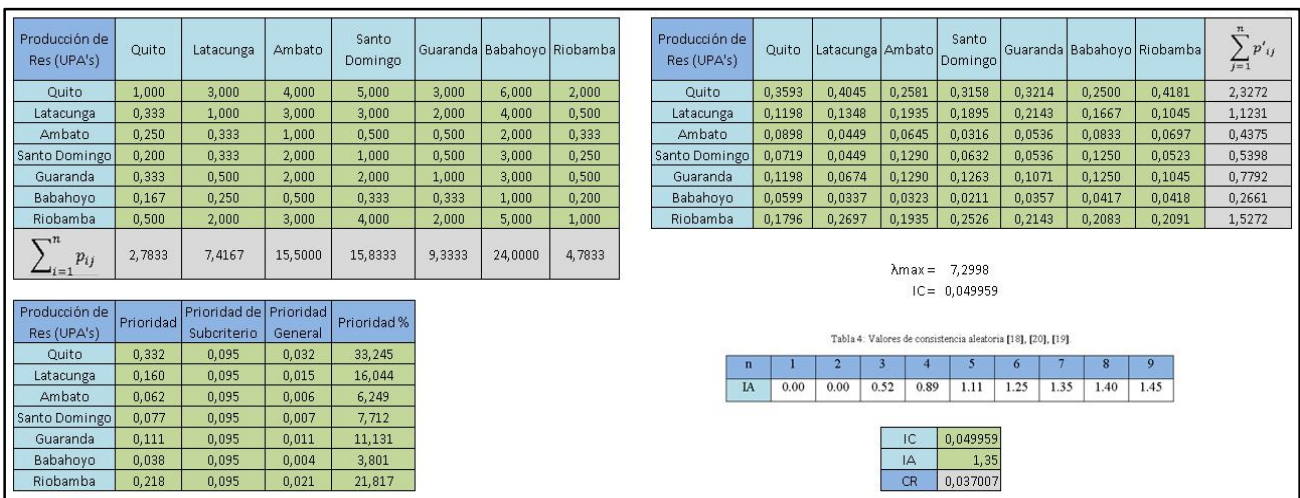 Producción de Res (UPA's) Quito Latacunga Ambato Santo Domingo Guaranda Babahoyo Riobamba
Quito 1,000 3,000 4,000 5,000 3,000 6,000 2,000
Latacunga 0,333 1,000 3,000 3,000 2,000 4,000 0,500
Ambato 0,250 0,333 1,000 0,500 0,500 2,000 0,333
Santo Domingo 0,200 0,333 2,000 1,000 0,500 3,000 0,250
Guaranda 0,333 0,500 2,000 2,000 1,000 3,000 0,500
Babahoyo 0,167 0,250 0,500 0,333 0,333 1,000 0,200
Riobamba 0,500 2,000 3,000 4,000 2,000 5,000 1,000
∑ n i=1 pij 2,7833 7,4167 15,5000 15,8333 9,3333 24,0000 4,7833
Producción de Res (UPA's) Quito Latacunga Ambato Santo Domingo Guaranda Babahoyo Riobamba ∑ n j=1 p'ij
Quito 0,3593 0,4045 0,2581 0,3158 0,3214 0,2500 0,4181 2,3272
Latacunga 0,1198 0,1348 0,1935 0,1895 0,2143 0,1667 0,1045 1,1231
Ambato 0,0898 0,0449 0,0645 0,0316 0,0536 0,0833 0,0697 0,4375
Santo Domingo 0,0719 0,0449 0,1290 0,0632 0,0536 0,1250 0,0523 0,5398
Guaranda 0,1198 0,0674 0,1290 0,1263 0,1071 0,1250 0,1045 0,7792
Babahoyo 0,0599 0,0337 0,0323 0,0211 0,0357 0,0417 0,0418 0,2661
Riobamba 0,1796 0,2697 0,1935 0,2526 0,2143 0,2083 0,2091 1,5272
λmax = 7,2998
IC = 0,049959
Producción de Res (UPA's) Prioridad Prioridad de Subcriterio Prioridad General Prioridad %
Quito 0,332 0,095 0,032 33,245
Latacunga 0,160 0,095 0,015 16,044
Ambato 0,062 0,095 0,006 6,249
Santo Domingo 0,077 0,095 0,007 7,712
Guaranda 0,111 0,095 0,011 11,131
Babahoyo 0,038 0,095 0,004 3,801
Riobamba 0,218 0,095 0,021 21,817
Tabla 4: Valores de consistencia aleatoria [18], [20], [19]
n 1 2 3 4 5 6 7 8 9
IA 0.00 0.00 0.52 0.89 1.11 1.25 1.35 1.40 1.45
IC 0,049959
IA 1,35
CR 0,037007